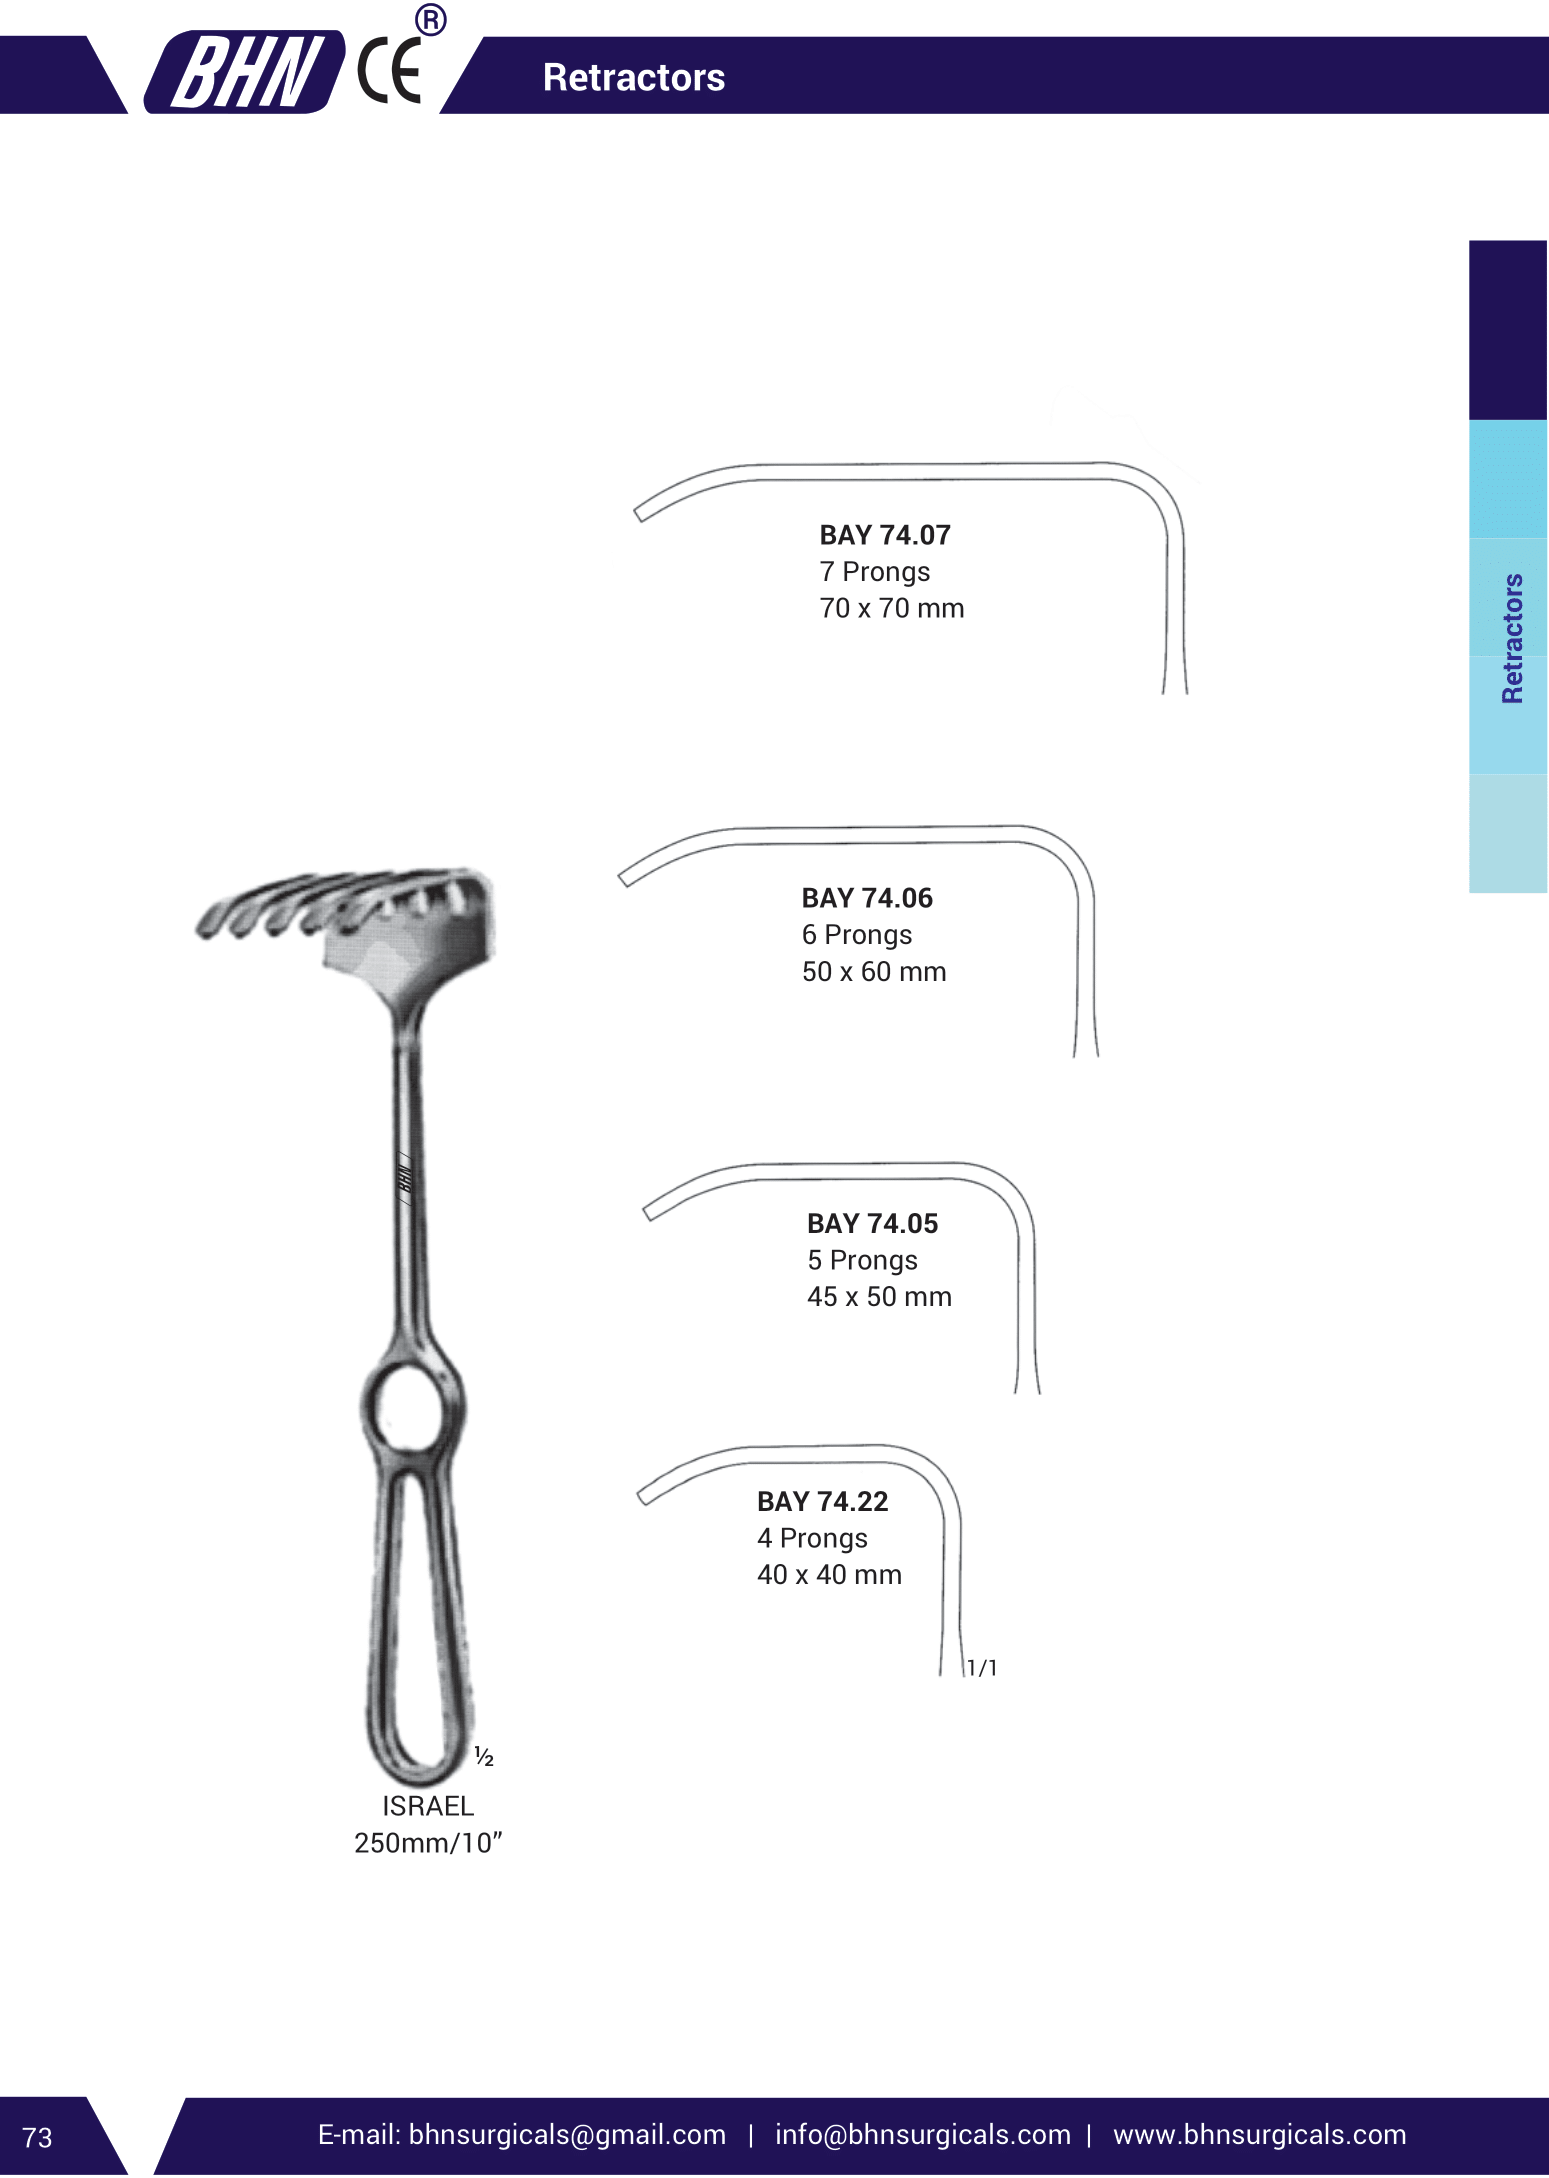 BHN CE ®
Retractors
BAY 74.07
7 Prongs
70 x 70 mm
Retractors
BAY 74.06
6 Prongs
50 x 60 mm
BHN
BAY 74.05
5 Prongs
45 x 50 mm
BAY 74.22
4 Prongs
40 x 40 mm
1/1
½
ISRAEL
250mm/10”
73
E-mail: bhnsurgicals@gmail.com | info@bhnsurgicals.com | www.bhnsurgicals.com